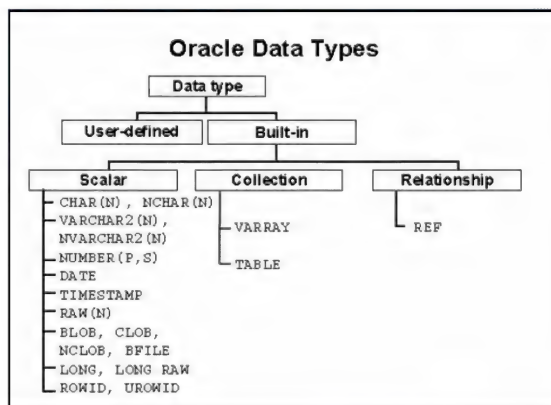 Oracle Data Types
Data type
User-defined
Built-in
Scalar
Collection
Relationship
CHAR(N), NCHAR(N)
VARCHAR2(N),
NVARCHAR2(N)
NUMBER(P,S)
DATE
TIMESTAMP
RAW(N)
BLOB, CLOB,
NCLOB, BFILE
LONG, LONG RAW
ROWID, UROWID
VARRAY
TABLE
REF